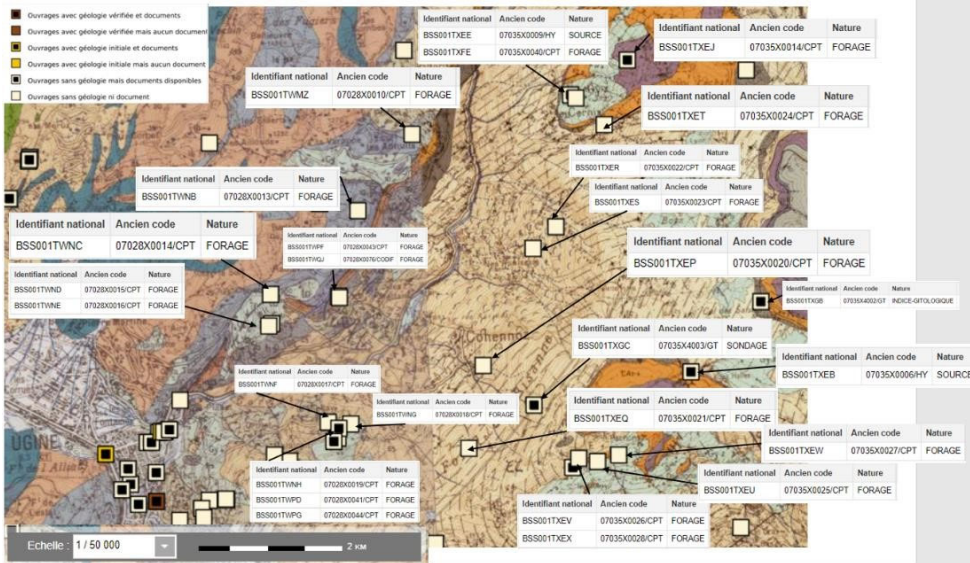 Ouvrages avec géologie vérifiée et documents
Ouvrages avec géologie vérifiée mais aucun document
Ouvrages avec géologie initiale et documents
Ouvrages avec géologie initiale mais aucun document
Ouvrages sans géologie mais documents disponibles
Ouvrages sans géologie ni document
Identifiant national Ancien code Nature
BSS001TXEE 07035X0009/HY SOURCE
BSS001TXFE 07035X0040/CPT FORAGE
Identifiant national Ancien code Nature
BSS001TXEJ 07035X0014/CPT FORAGE
Identifiant national Ancien code Nature
BSS001TWMZ 07028X0010/CPT FORAGE
Identifiant national Ancien code Nature
BSS001TXET 07035X0024/CPT FORAGE
Identifiant national Ancien code Nature
BSS001TXER 07035X0022/CPT FORAGE
Identifiant national Ancien code Nature
BSS001TWNB 07028X0013/CPT FORAGE
Identifiant national Ancien code Nature
BSS001TXES 07035X0023/CPT FORAGE
Identifiant national Ancien code Nature
BSS001TWNC 07028X0014/CPT FORAGE
Identifiant national Ancien code Nature
BSS001TWPF 07028X0043/CPT FORAGE
BSS001TWQJ 07028X0076/CODIF FORAGE
Identifiant national Ancien code Nature
BSS001TXEP 07035X0020/CPT FORAGE
Identifiant national Ancien code Nature
BSS001TWND 07028X0015/CPT FORAGE
BSS001TWNE 07028X0016/CPT FORAGE
Identifiant national Ancien code Nature
BSS001TXGB 07035X4002/GT INDICE-GITOLOGIQUE
Identifiant national Ancien code Nature
BSS001TXGC 07035X4003/GT SONDAGE
Cohennoz
Identifiant national Ancien code Nature
BSS001TXEB 07035X0006/HY SOURCE
Identifiant national Ancien code Nature
BSS001TWNF 07028X0017/CPT FORAGE
Identifiant national Ancien code Nature
BSS001TWNG 07028X0018/CPT FORAGE
Identifiant national Ancien code Nature
BSS001TXEQ 07035X0021/CPT FORAGE
UGINE
Identifiant national Ancien code Nature
BSS001TXEW 07035X0027/CPT FORAGE
Identifiant national Ancien code Nature
BSS001TWNH 07028X0019/CPT FORAGE
BSS001TWPD 07028X0041/CPT FORAGE
BSS001TWPG 07028X0044/CPT FORAGE
Identifiant national Ancien code Nature
BSS001TXEU 07035X0025/CPT FORAGE
Identifiant national Ancien code Nature
BSS001TXEV 07035X0026/CPT FORAGE
BSS001TXEX 07035X0028/CPT FORAGE
Echelle : 1 / 50 000
2 KM